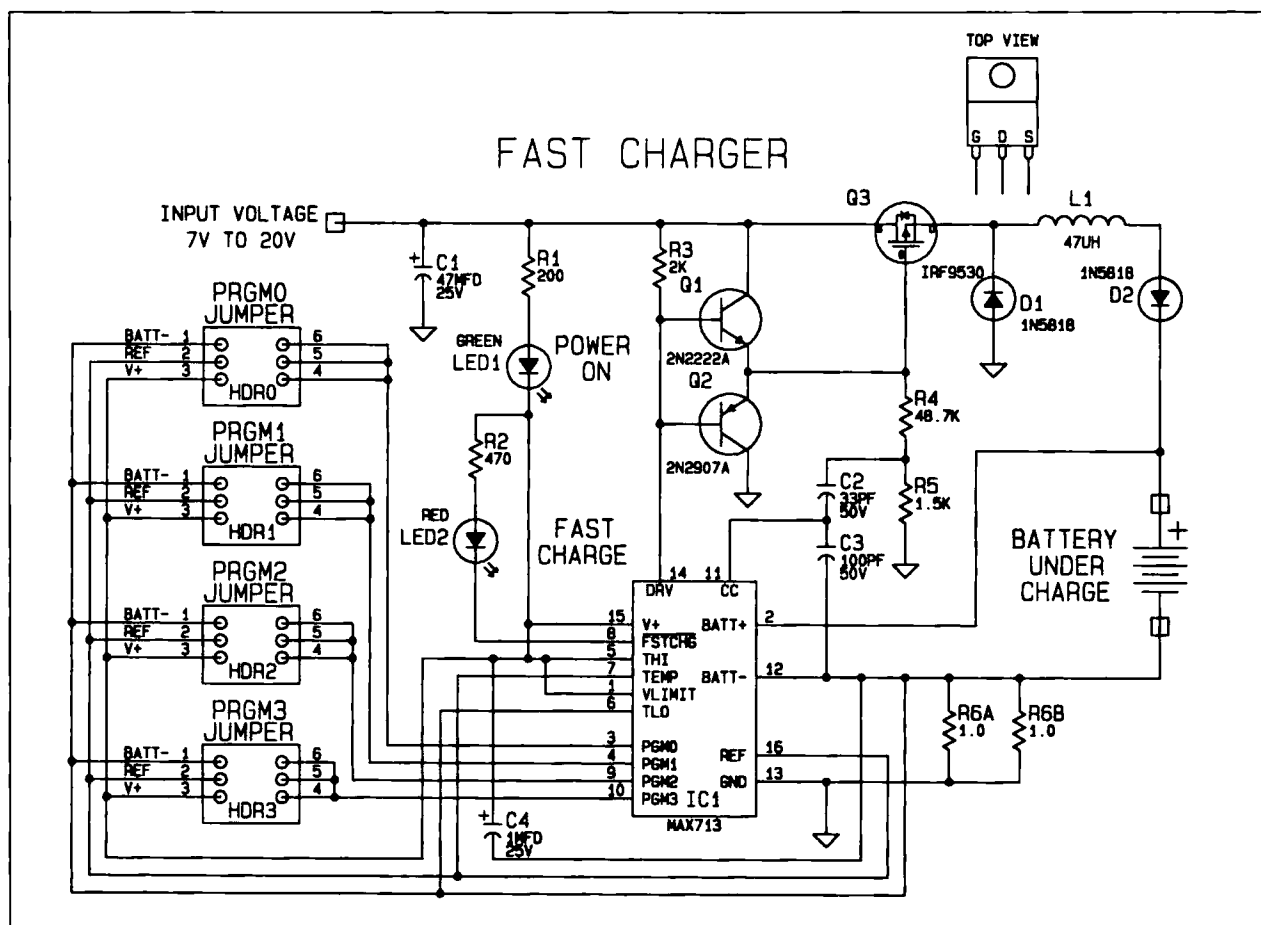 TOP VIEW
G D S
FAST CHARGER
INPUT VOLTAGE
7V TO 20V
C1
47MFD
25V
R1
200
R3
2K
Q1
2N2222A
Q2
2N2907A
Q3
IRF9530
L1
47UH
D1
1N5818
1N5818
D2
GREEN
LED1
POWER
ON
R2
470
RED
LED2
FAST
CHARGE
R4
48.7K
R5
1.5K
C2
33PF
50V
C3
100PF
50V
BATTERY
UNDER
CHARGE
+
PRGM0
JUMPER
BATT- 1 6
REF 2 5
V+ 3 4
HDR0
PRGM1
JUMPER
BATT- 1 6
REF 2 5
V+ 3 4
HDR1
PRGM2
JUMPER
BATT- 1 6
REF 2 5
V+ 3 4
HDR2
PRGM3
JUMPER
BATT- 1 6
REF 2 5
V+ 3 4
HDR3
14 11
DRV CC
15 V+ BATT+ 2
8 FSTCHG
5 THI
7 TEMP BATT- 12
1 VLIMIT
6 TLO
3 PGM0
4 PGM1 REF 16
9 PGM2 GND 13
10 PGM3 IC1
MAX713
C4
1MFD
25V
R6A
1.0
R6B
1.0